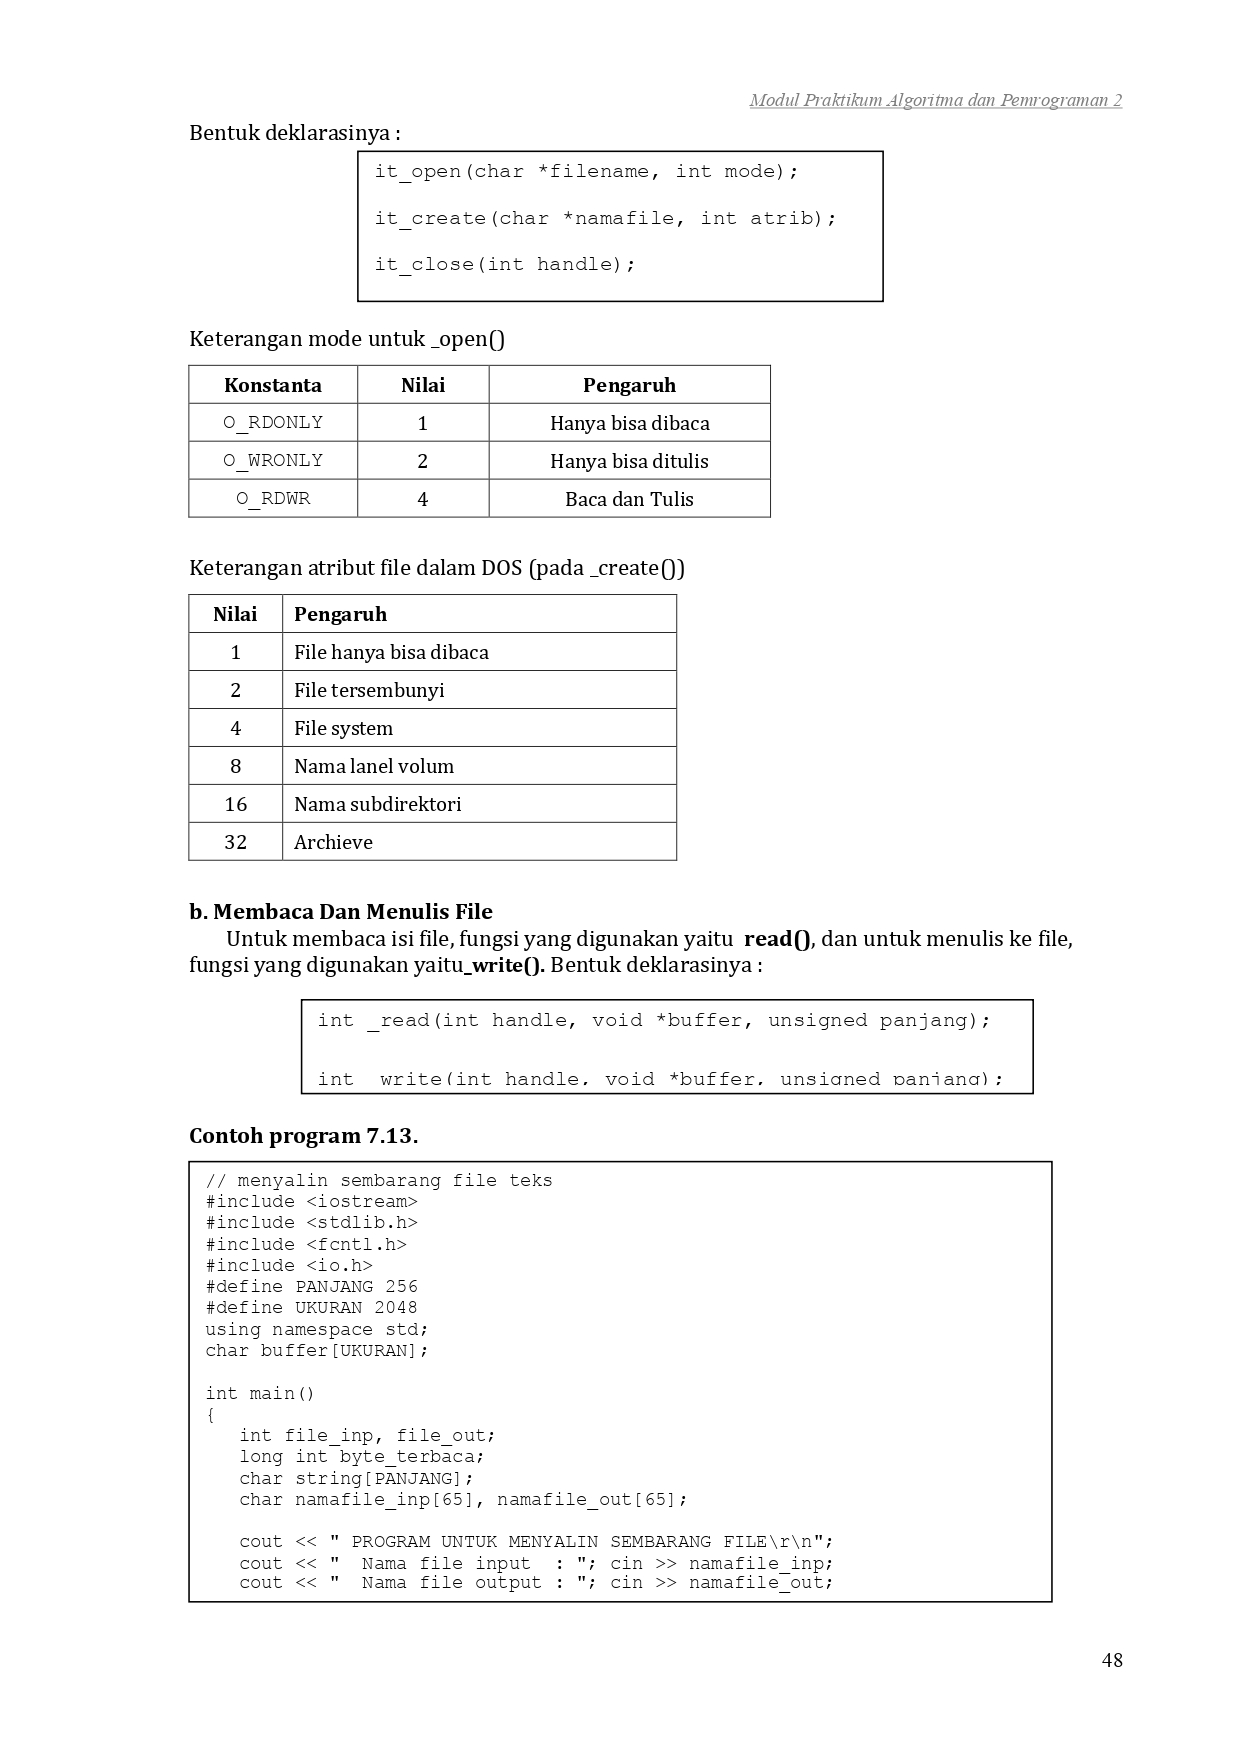 Modul Praktikum Algoritma dan Pemrograman 2
Bentuk deklarasinya :
it_open(char *filename, int mode);
it_create(char *namafile, int atrib);
it_close(int handle);
Keterangan mode untuk _open()
Konstanta Nilai Pengaruh
O_RDONLY 1 Hanya bisa dibaca
O_WRONLY 2 Hanya bisa ditulis
O_RDWR 4 Baca dan Tulis
Keterangan atribut file dalam DOS (pada _create())
Nilai Pengaruh
1 File hanya bisa dibaca
2 File tersembunyi
4 File system
8 Nama lanel volum
16 Nama subdirektori
32 Archieve
b. Membaca Dan Menulis File
Untuk membaca isi file, fungsi yang digunakan yaitu read(), dan untuk menulis ke file,
fungsi yang digunakan yaitu_write(). Bentuk deklarasinya :
int _read(int handle, void *buffer, unsigned panjang);
int write(int handle, void *buffer, unsigned panjang);
Contoh program 7.13.
// menyalin sembarang file teks
#include <iostream>
#include <stdlib.h>
#include <fcntl.h>
#include <io.h>
#define PANJANG 256
#define UKURAN 2048
using namespace std;
char buffer[UKURAN];
int main()
{
int file_inp, file_out;
long int byte_terbaca;
char string[PANJANG];
char namafile_inp[65], namafile_out[65];
cout << " PROGRAM UNTUK MENYALIN SEMBARANG FILE\r\n";
cout << "  Nama file input  : "; cin >> namafile_inp;
cout << "  Nama file output : "; cin >> namafile_out;
48